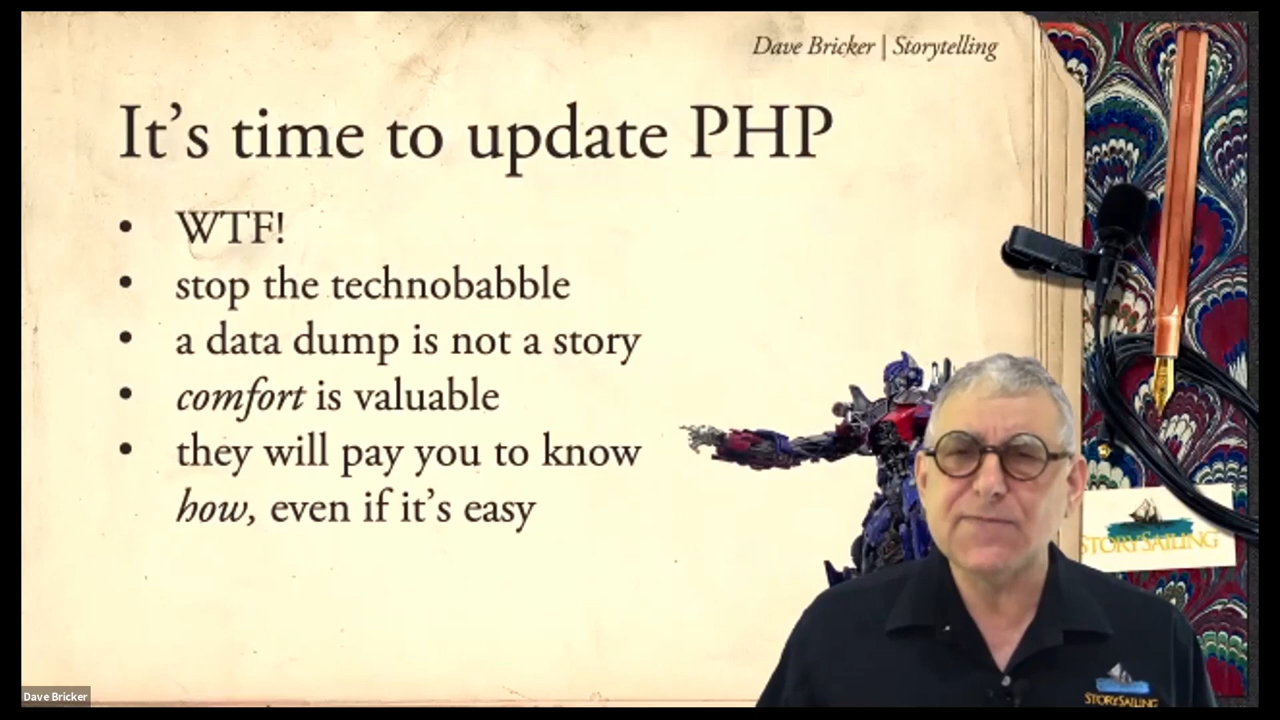 Dave Bricker | Storytelling
It's time to update PHP
• WTF!
• stop the technobabble
• a data dump is not a story
• comfort is valuable
• they will pay you to know
how, even if it's easy
STORYSAILING
STORYSAILING
Dave Bricker